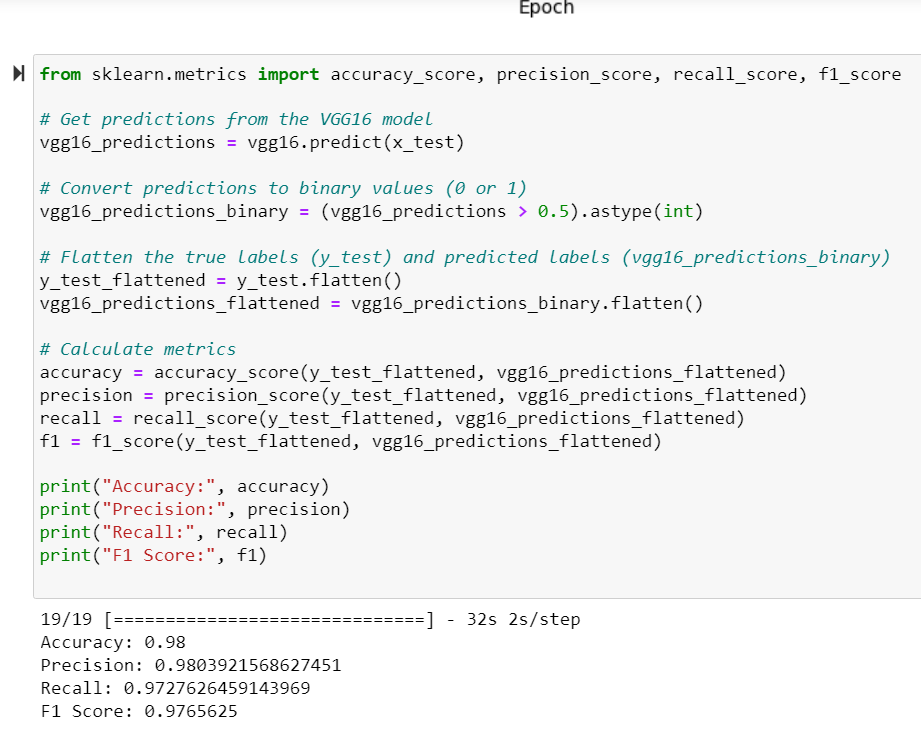 Epoch
from sklearn.metrics import accuracy_score, precision_score, recall_score, f1_score
# Get predictions from the VGG16 model
vgg16_predictions = vgg16.predict(x_test)
# Convert predictions to binary values (0 or 1)
vgg16_predictions_binary = (vgg16_predictions > 0.5).astype(int)
# Flatten the true labels (y_test) and predicted labels (vgg16_predictions_binary)
y_test_flattened = y_test.flatten()
vgg16_predictions_flattened = vgg16_predictions_binary.flatten()
# Calculate metrics
accuracy = accuracy_score(y_test_flattened, vgg16_predictions_flattened)
precision = precision_score(y_test_flattened, vgg16_predictions_flattened)
recall = recall_score(y_test_flattened, vgg16_predictions_flattened)
f1 = f1_score(y_test_flattened, vgg16_predictions_flattened)
print("Accuracy:", accuracy)
print("Precision:", precision)
print("Recall:", recall)
print("F1 Score:", f1)
19/19 [==============================] - 32s 2s/step
Accuracy: 0.98
Precision: 0.9803921568627451
Recall: 0.9727626459143969
F1 Score: 0.9765625